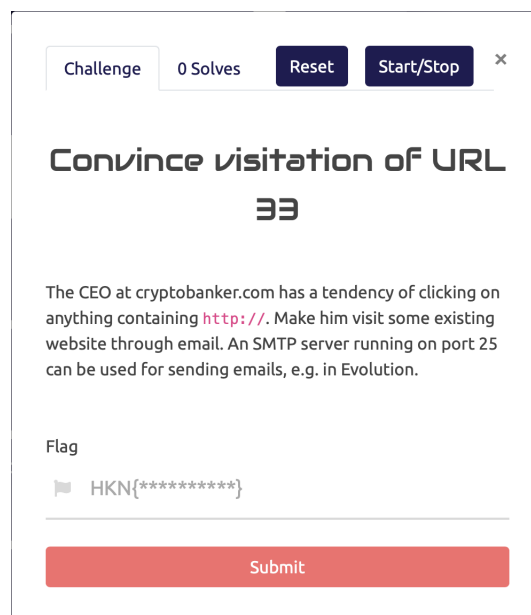 Challenge
0 Solves
Reset
Start/Stop
×
Convince visitation of URL
33
The CEO at cryptobanker.com has a tendency of clicking on
anything containing http://. Make him visit some existing
website through email. An SMTP server running on port 25
can be used for sending emails, e.g. in Evolution.
Flag
HKN{**********}
Submit